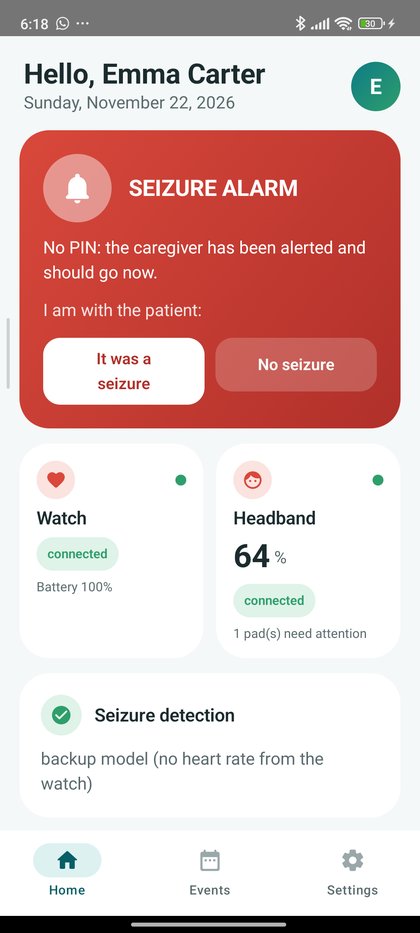 6:18 ...
30
Hello, Emma Carter
Sunday, November 22, 2026
E
SEIZURE ALARM
No PIN: the caregiver has been alerted and
should go now.
I am with the patient:
It was a
seizure
No seizure
Watch
connected
Battery 100%
Headband
64 %
connected
1 pad(s) need attention
Seizure detection
backup model (no heart rate from the
watch)
Home
Events
Settings